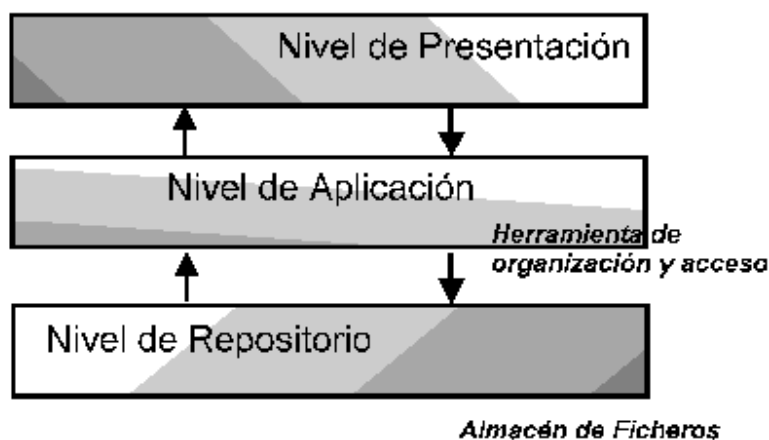 Nivel de Presentación
Nivel de Aplicación
Herramienta de
organización y acceso
Nivel de Repositorio
Almacén de Ficheros